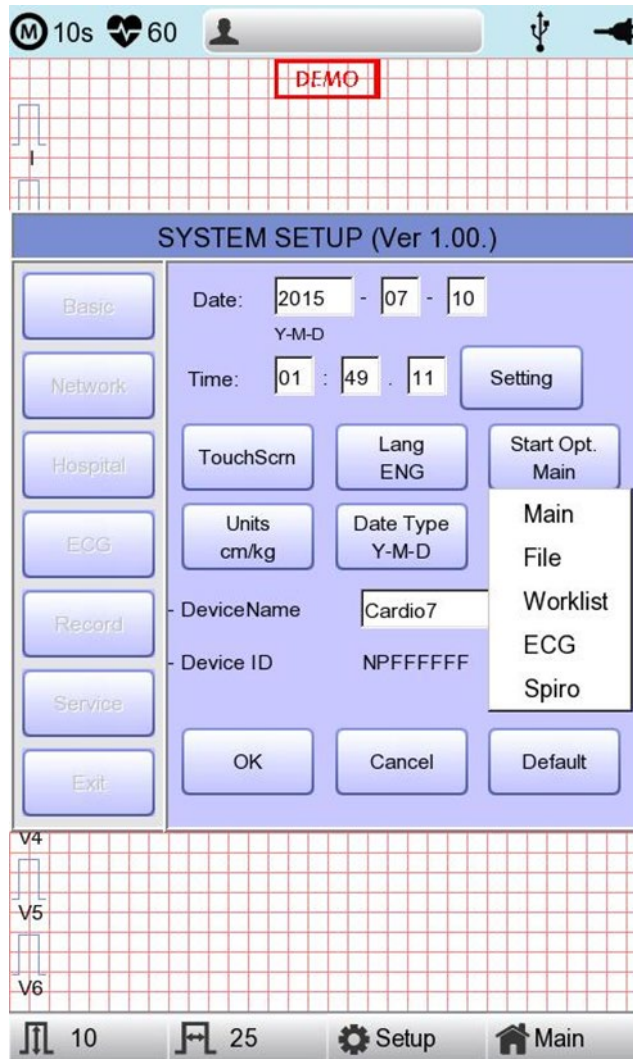 M 10s 60
DEMO
I
SYSTEM SETUP (Ver 1.00.)
Basic
Network
Hospital
ECG
Record
Service
Exit
Date: 2015 - 07 - 10
Y-M-D
Time: 01 : 49 . 11 Setting
TouchScrn
Lang
ENG
Start Opt.
Main
Units
cm/kg
Date Type
Y-M-D
Main
File
Worklist
ECG
Spiro
- DeviceName Cardio7
- Device ID NPFFFFFF
OK Cancel Default
V4
V5
V6
10 25 Setup Main